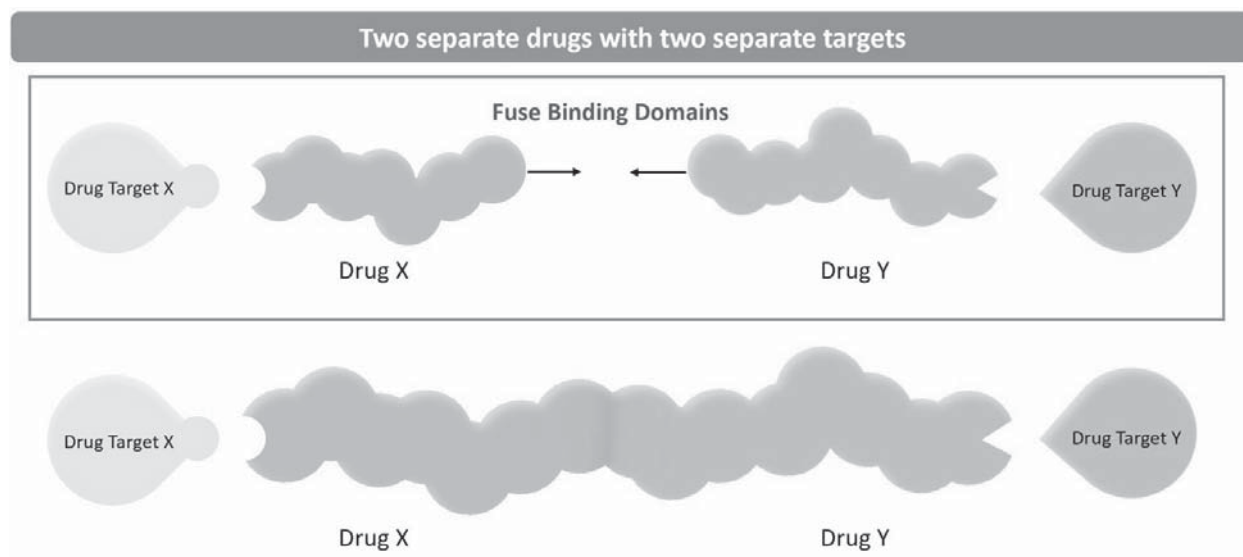 Two separate drugs with two separate targets
Fuse Binding Domains
Drug Target X
Drug Target Y
Drug X
Drug Y
Drug Target X
Drug Target Y
Drug X
Drug Y